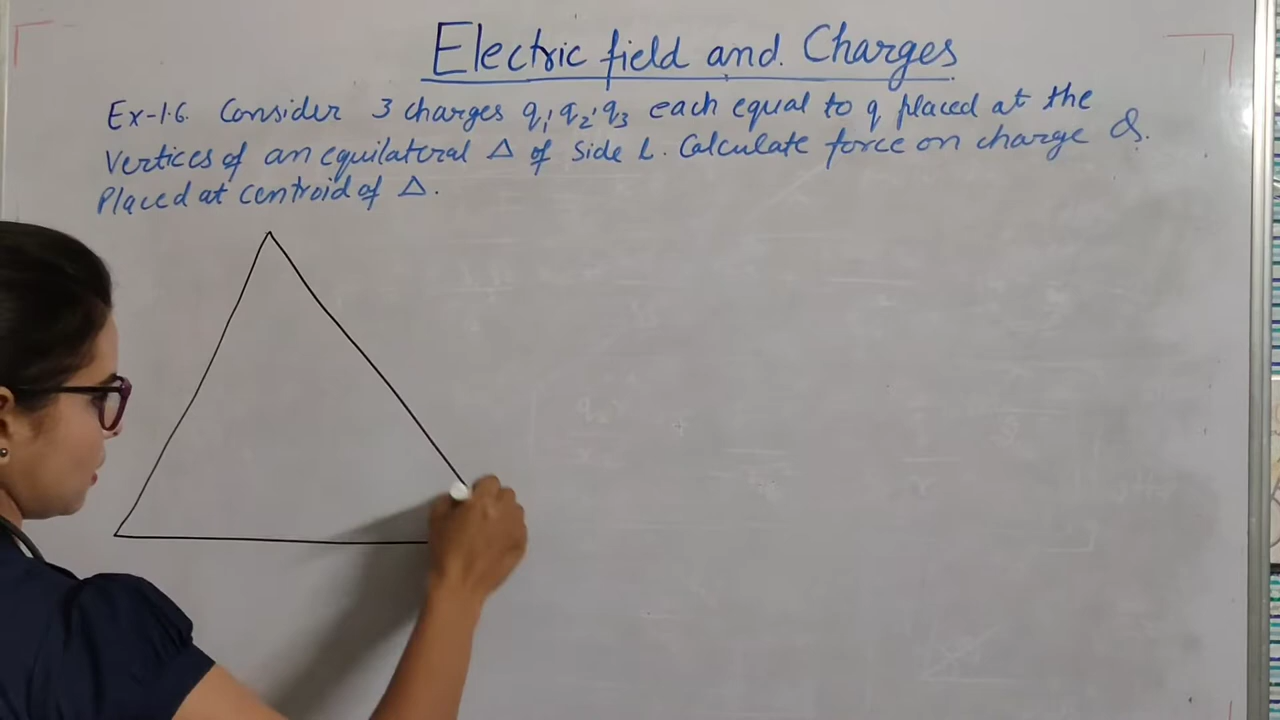 Electric field and. Charges
Ex-1.6. Consider 3 charges q1, q2, q3 each equal to q placed at the
Vertices of an equilateral Δ of Side L. Calculate force on charge Q.
Placed at centroid of Δ.